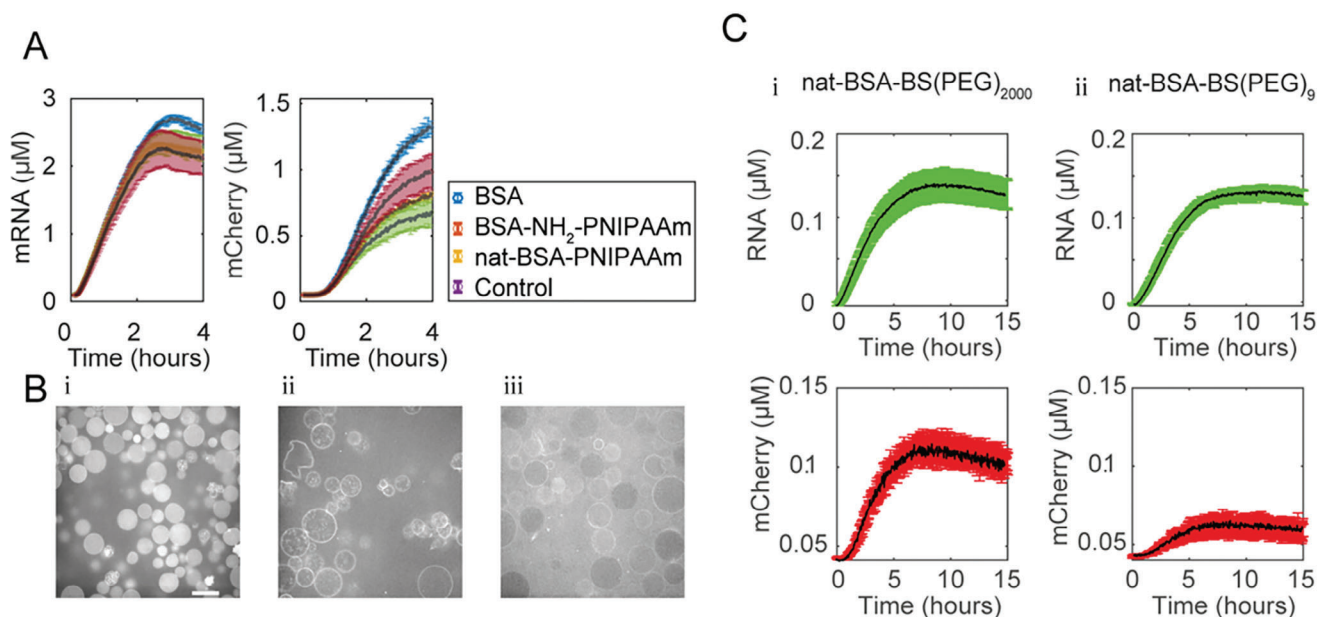 A
mRNA (µM)
3
2
1
0
0 2 4
Time (hours)
mCherry (µM)
1.5
1
0.5
0
0 2 4
Time (hours)
BSA
BSA-NH₂-PNIPAAm
nat-BSA-PNIPAAm
Control
B
i
ii
iii
C
i nat-BSA-BS(PEG)₂₀₀₀
RNA (µM)
0.2
0.1
0
0 5 10 15
Time (hours)
ii nat-BSA-BS(PEG)₉
RNA (µM)
0.2
0.1
0
0 5 10 15
Time (hours)
mCherry (µM)
0.15
0.1
0.05
0 5 10 15
Time (hours)
mCherry (µM)
0.15
0.1
0.05
0 5 10 15
Time (hours)